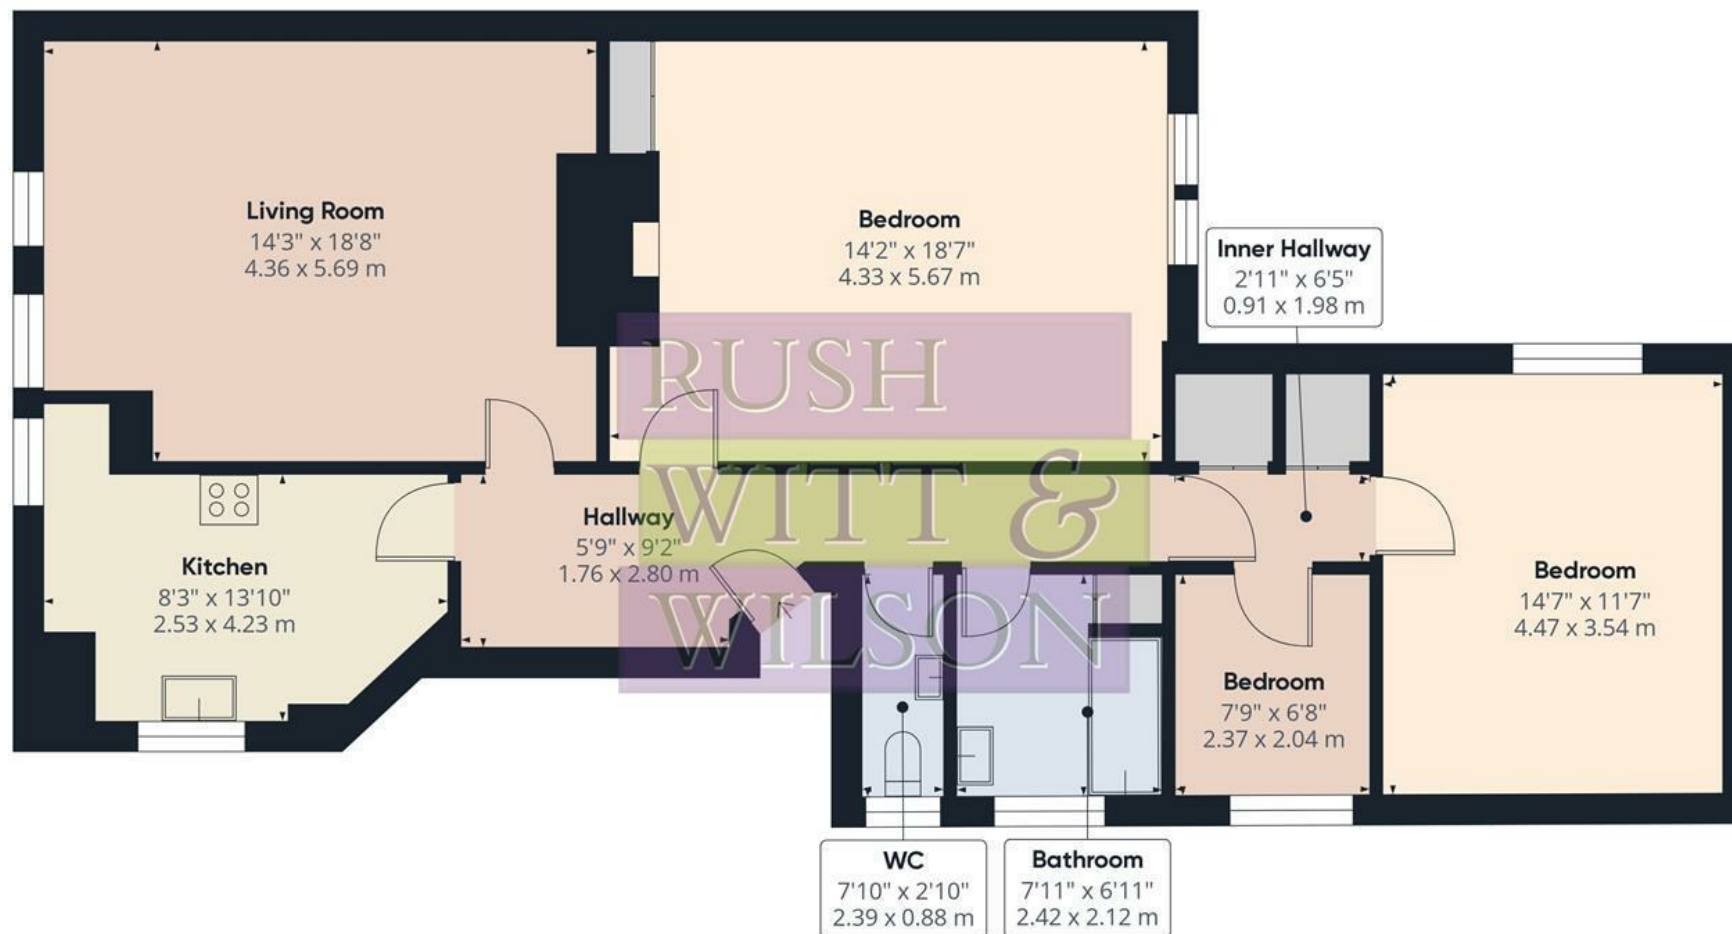 Living Room
14'3" x 18'8"
4.36 x 5.69 m
Bedroom
14'2" x 18'7"
4.33 x 5.67 m
Inner Hallway
2'11" x 6'5"
0.91 x 1.98 m
RUSH
WITT &
WILSON
Hallway
5'9" x 9'2"
1.76 x 2.80 m
Kitchen
8'3" x 13'10"
2.53 x 4.23 m
Bedroom
14'7" x 11'7"
4.47 x 3.54 m
Bedroom
7'9" x 6'8"
2.37 x 2.04 m
WC
7'10" x 2'10"
2.39 x 0.88 m
Bathroom
7'11" x 6'11"
2.42 x 2.12 m